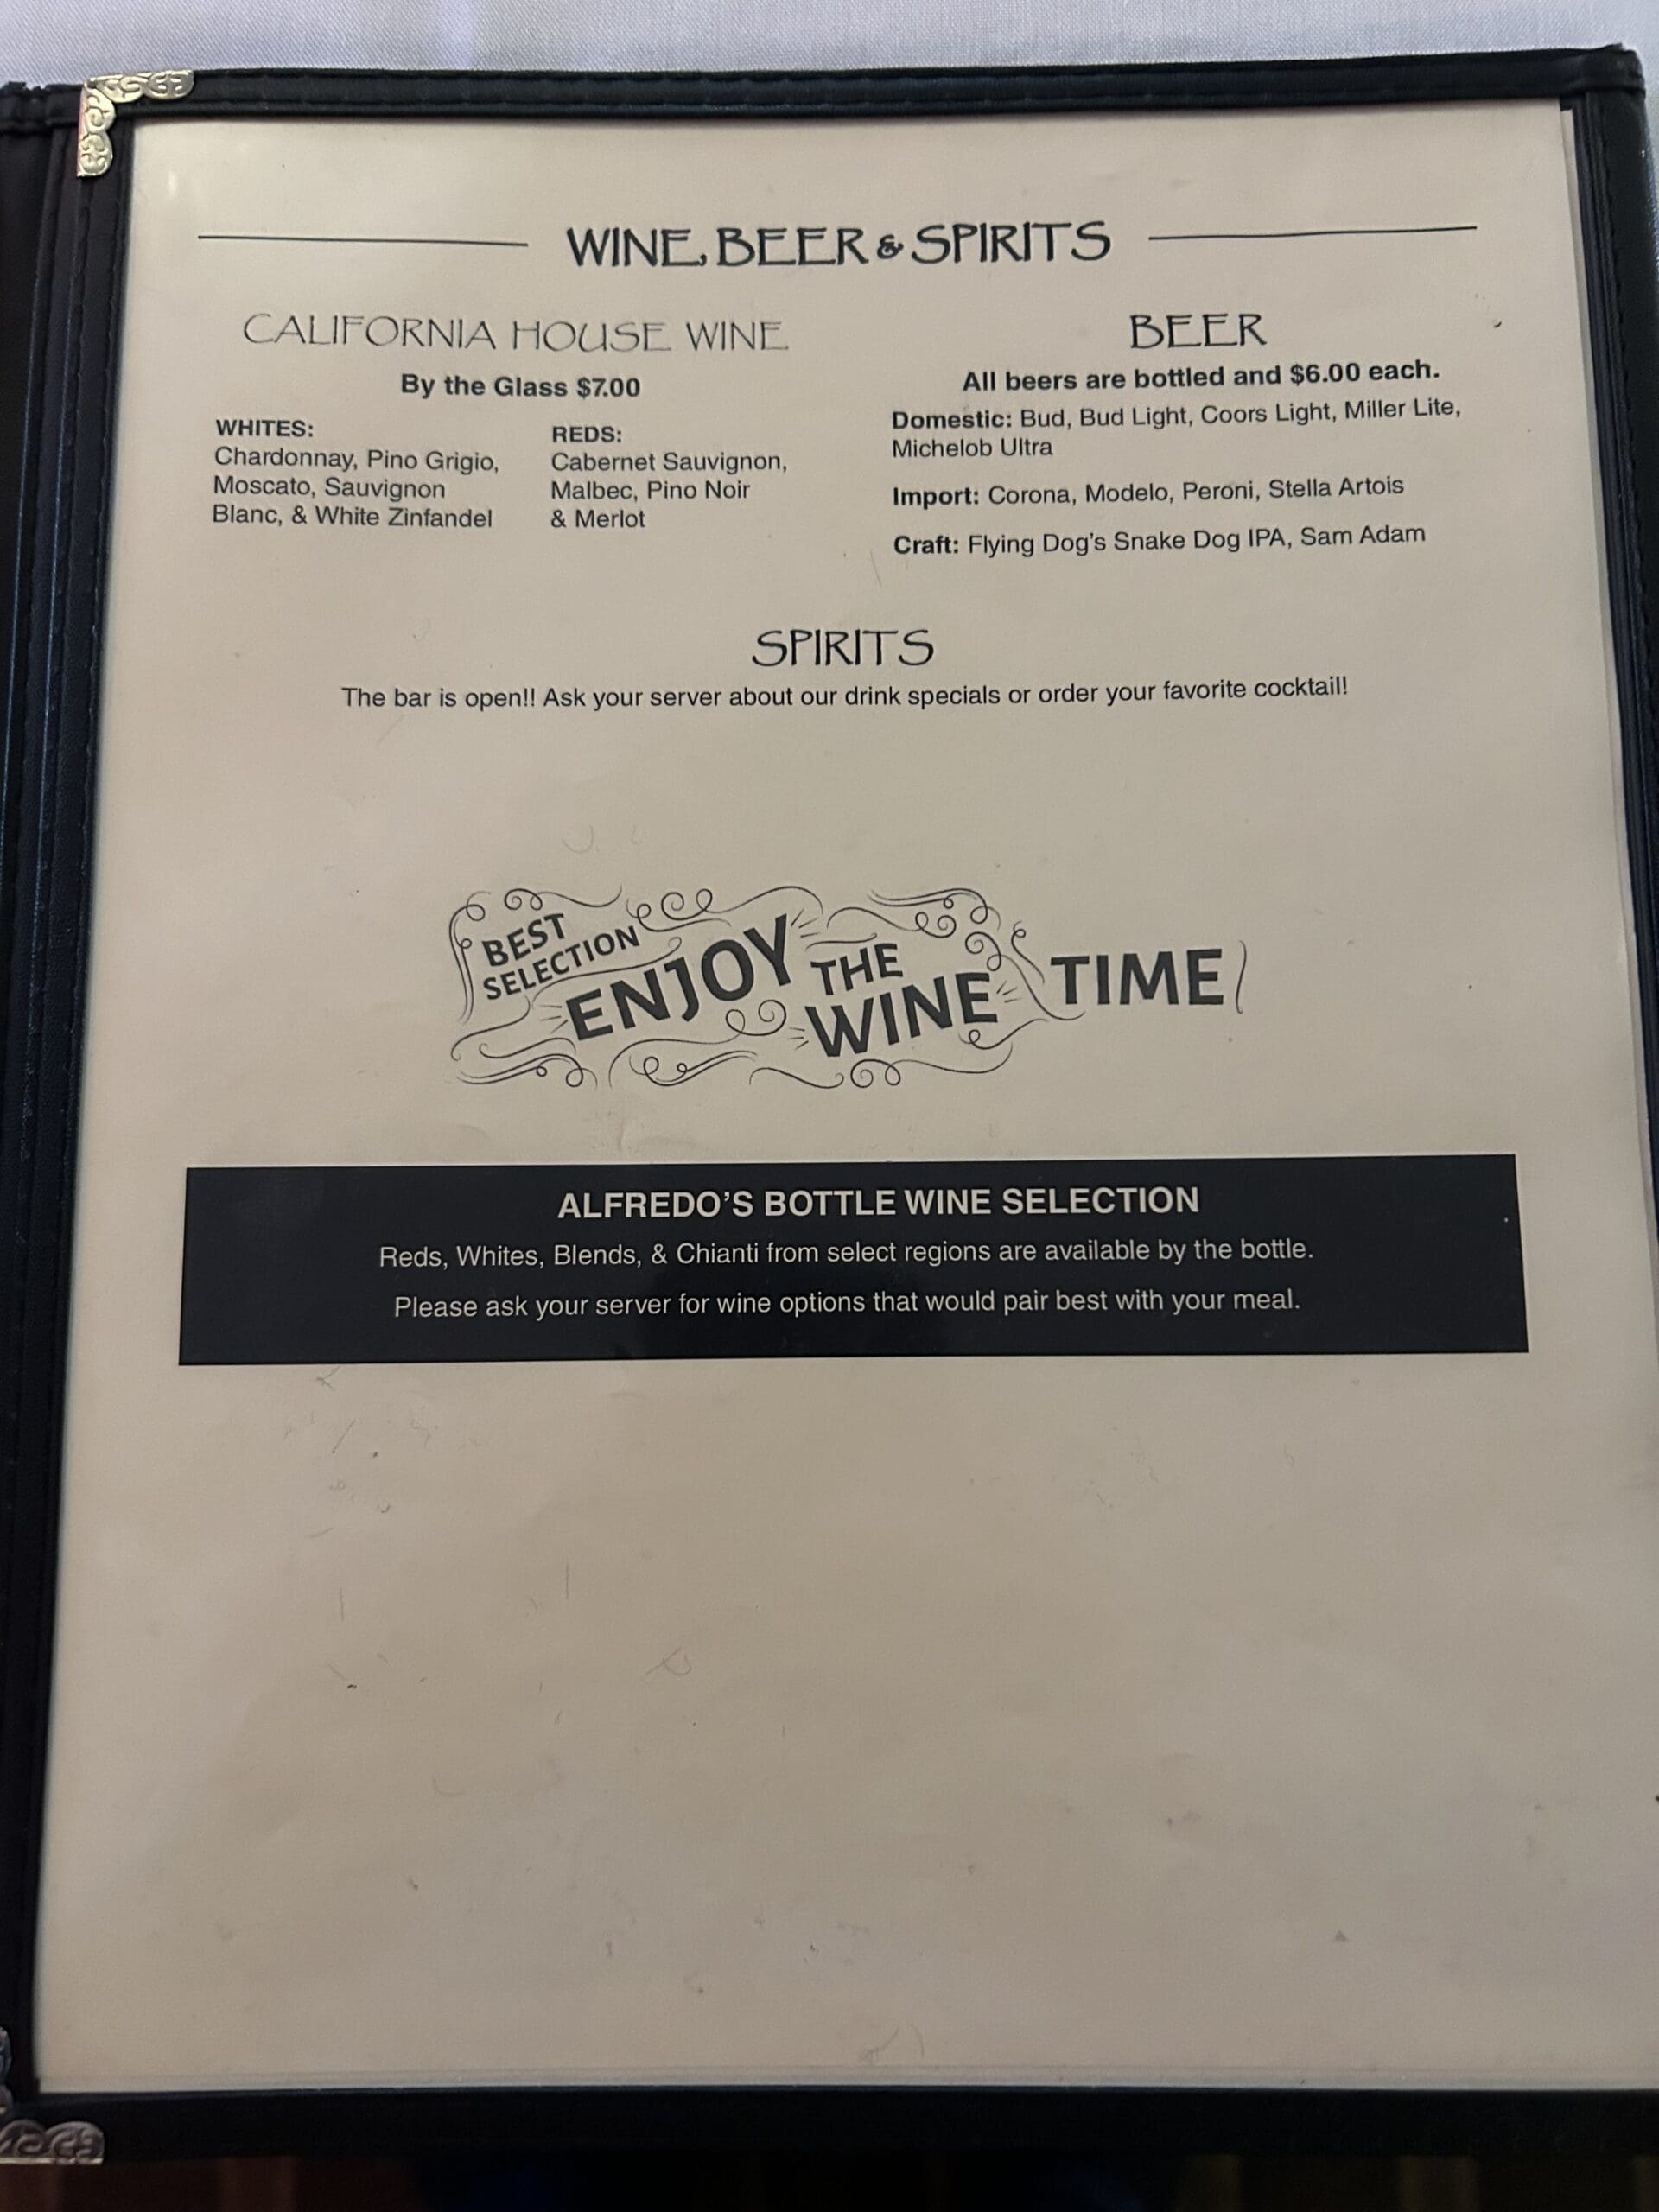 WINE, BEER & SPIRITS
CALIFORNIA HOUSE WINE
By the Glass $7.00
WHITES:
Chardonnay, Pino Grigio,
Moscato, Sauvignon
Blanc, & White Zinfandel
REDS:
Cabernet Sauvignon,
Malbec, Pino Noir
& Merlot
BEER
All beers are bottled and $6.00 each.
Domestic: Bud, Bud Light, Coors Light, Miller Lite,
Michelob Ultra
Import: Corona, Modelo, Peroni, Stella Artois
Craft: Flying Dog's Snake Dog IPA, Sam Adam
SPIRITS
The bar is open!! Ask your server about our drink specials or order your favorite cocktail!
BEST
SELECTION
ENJOY
THE
WINE
TIME
ALFREDO'S BOTTLE WINE SELECTION
Reds, Whites, Blends, & Chianti from select regions are available by the bottle.
Please ask your server for wine options that would pair best with your meal.